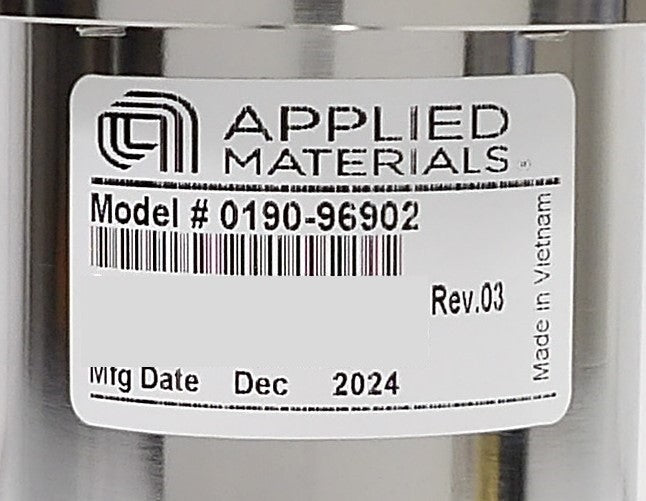 APPLIED
MATERIALS
Model # 0190-96902
Rev.03
Mfg Date Dec 2024
Made in Vietnam